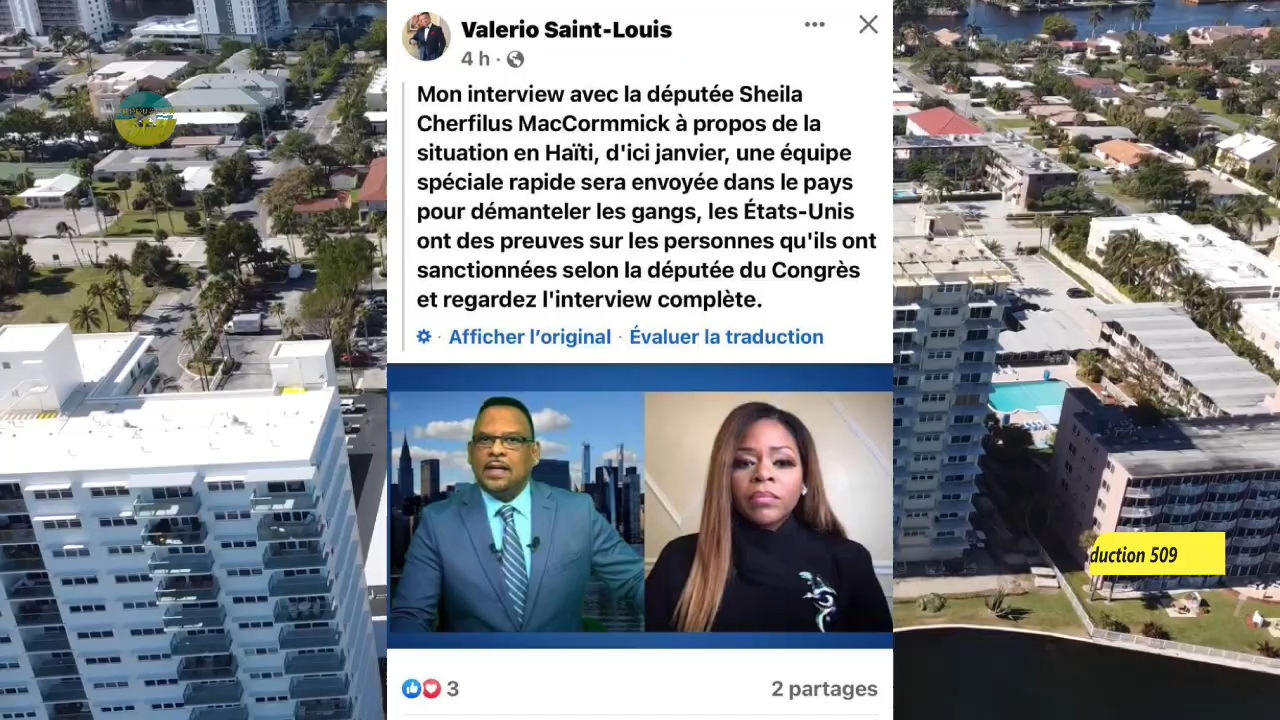 Valerio Saint-Louis
4 h ·
Mon interview avec la députée Sheila
Cherfilus MacCormmick à propos de la
situation en Haïti, d'ici janvier, une équipe
spéciale rapide sera envoyée dans le pays
pour démanteler les gangs, les États-Unis
ont des preuves sur les personnes qu'ils ont
sanctionnées selon la députée du Congrès
et regardez l'interview complète.
· Afficher l'original · Évaluer la traduction
duction 509
3
2 partages